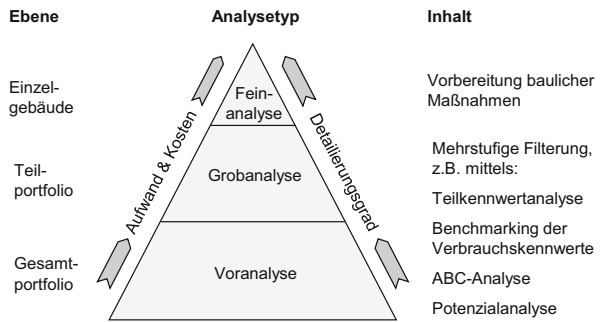 Ebene
Analysetyp
Inhalt
Einzel-
gebäude
Fein-
analyse
Vorbereitung baulicher
Maßnahmen
Aufwand & Kosten
Detaillierungsgrad
Teil-
portfolio
Grobanalyse
Mehrstufige Filterung,
z.B. mittels:
Teilkennwertanalyse
Benchmarking der
Verbrauchskennwerte
Gesamt-
portfolio
Voranalyse
ABC-Analyse
Potenzialanalyse